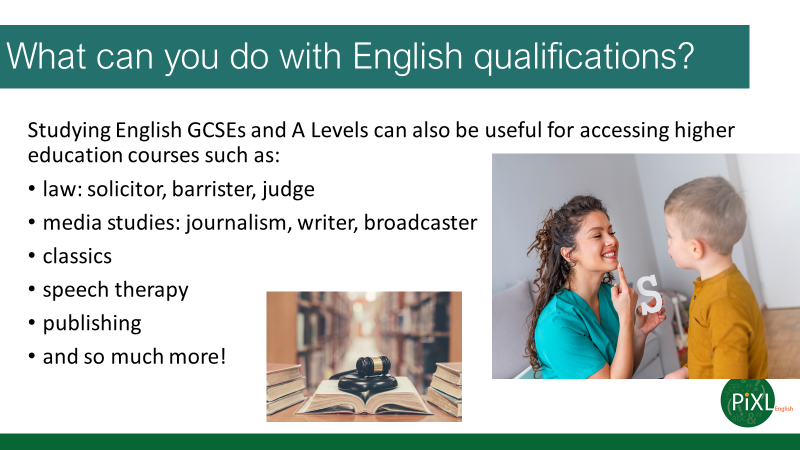 What can you do with English qualifications?
Studying English GCSEs and A Levels can also be useful for accessing higher
education courses such as:
• law: solicitor, barrister, judge
• media studies: journalism, writer, broadcaster
• classics
• speech therapy
• publishing
• and so much more!
S
PiXL
English
&